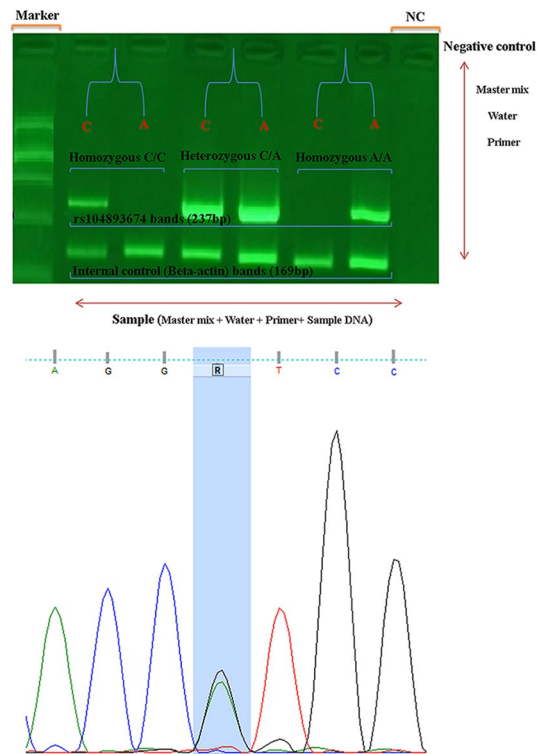 Marker
NC
Negative control
Master mix
Water
Primer
C A C A C A
Homozygous C/C Heterozygous C/A Homozygous A/A
rs104893674 bands (237bp)
Internal control (Beta-actin) bands (169bp)
Sample (Master mix + Water + Primer+ Sample DNA)
A G G R T C C